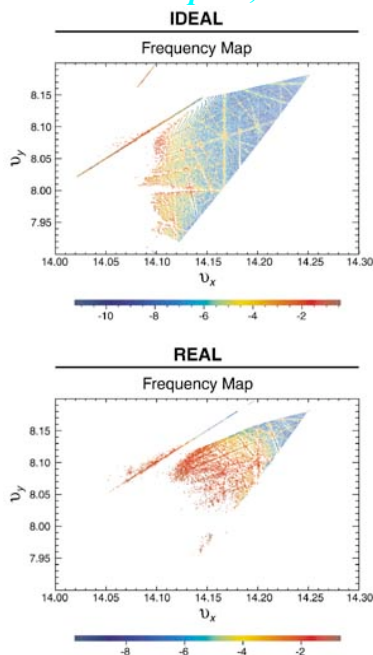 IDEAL
Frequency Map
8.15
8.10
8.05
8.00
7.95
υy
14.00 14.05 14.10 14.15 14.20 14.25 14.30
υx
-10 -8 -6 -4 -2
REAL
Frequency Map
8.15
8.10
8.05
8.00
7.95
υy
14.00 14.05 14.10 14.15 14.20 14.25 14.30
υx
-8 -6 -4 -2